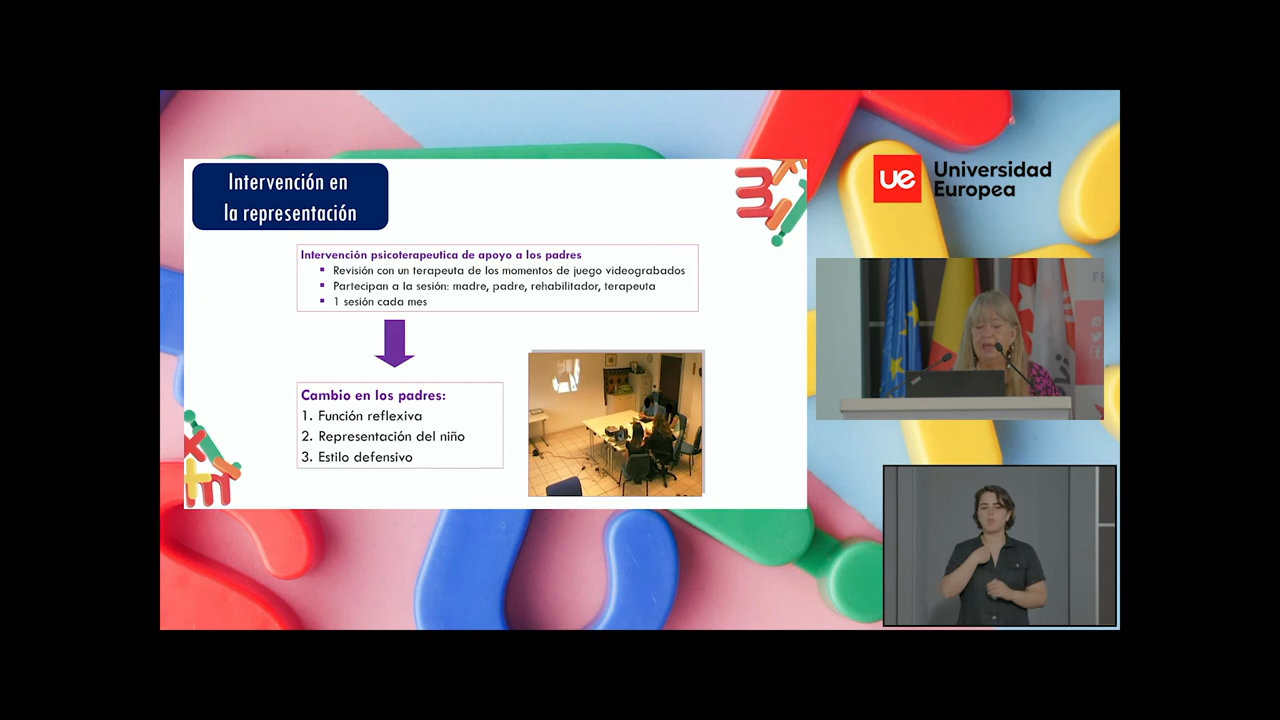 Intervención en
la representación
Intervención psicoterapeutica de apoyo a los padres
▪ Revisión con un terapeuta de los momentos de juego videograbados
▪ Partecipan a la sesión: madre, padre, rehabilitador, terapeuta
▪ 1 sesión cada mes
Cambio en los padres:
1. Función reflexiva
2. Representación del niño
3. Estilo defensivo
ue Universidad
Europea